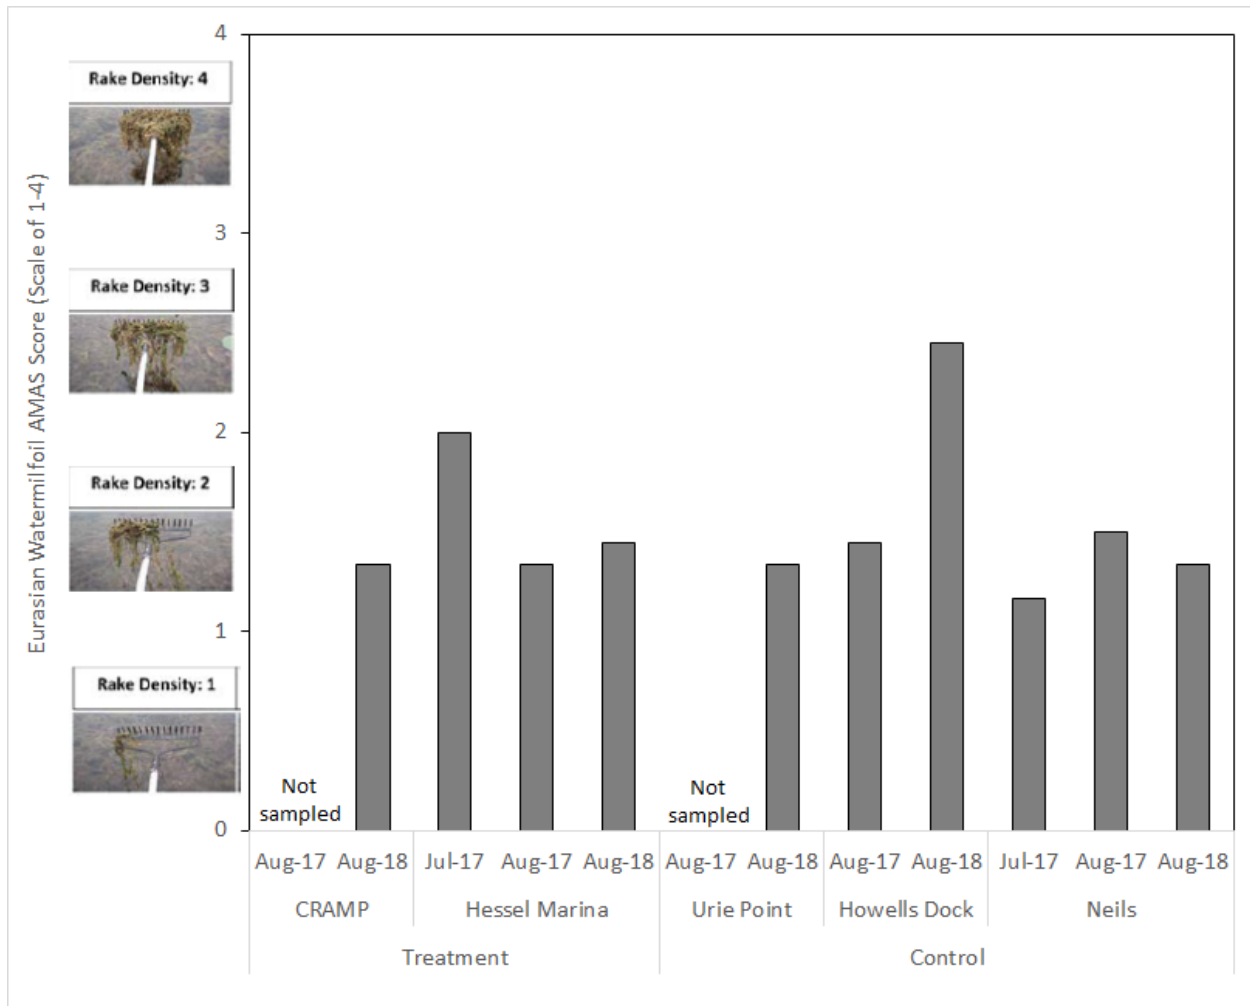 Eurasian Watermilfoil AMAS Score (Scale of 1-4)
Rake Density: 4
Rake Density: 3
Rake Density: 2
Rake Density: 1
4
3
2
1
0
Not
sampled
Not
sampled
Aug-17 Aug-18 Jul-17 Aug-17 Aug-18 Aug-17 Aug-18 Aug-17 Aug-18 Jul-17 Aug-17 Aug-18
CRAMP Hessel Marina Urie Point Howells Dock Neils
Treatment Control